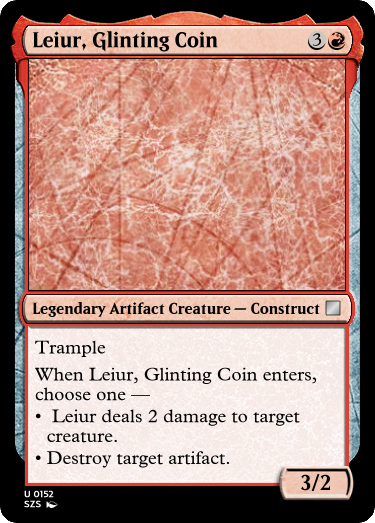 Leiur, Glinting Coin 3
Legendary Artifact Creature — Construct
Trample
When Leiur, Glinting Coin enters,
choose one —
• Leiur deals 2 damage to target
creature.
• Destroy target artifact.
3/2
U 0152
SZS